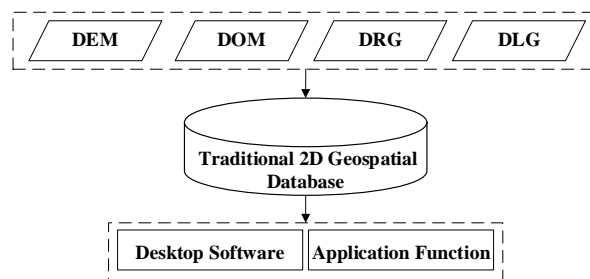 DEM DOM DRG DLG
Traditional 2D Geospatial
Database
Desktop Software Application Function